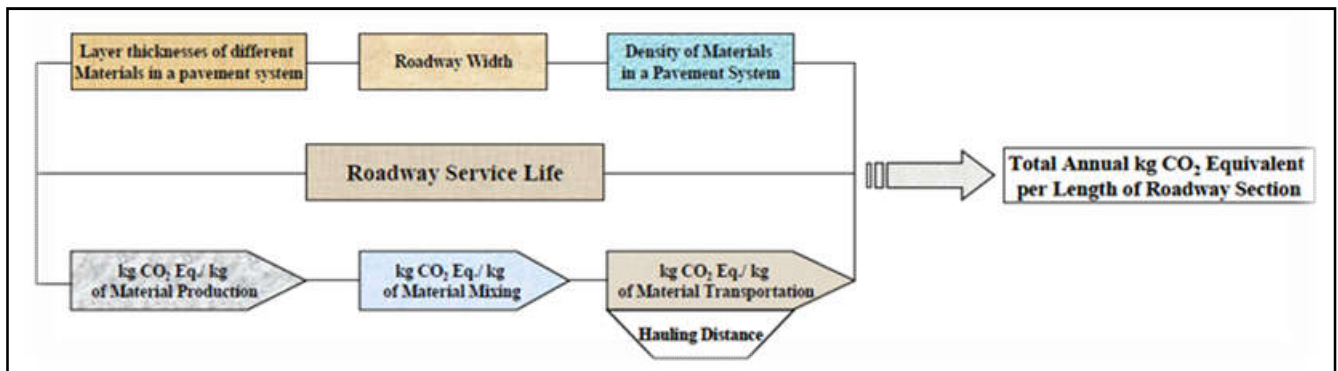 Layer thicknesses of different
Materials in a pavement system
Roadway Width
Density of Materials
in a Pavement System
Roadway Service Life
Total Annual kg CO₂ Equivalent
per Length of Roadway Section
kg CO₂ Eq./ kg
of Material Production
kg CO₂ Eq./ kg
of Material Mixing
kg CO₂ Eq./ kg
of Material Transportation
Hauling Distance